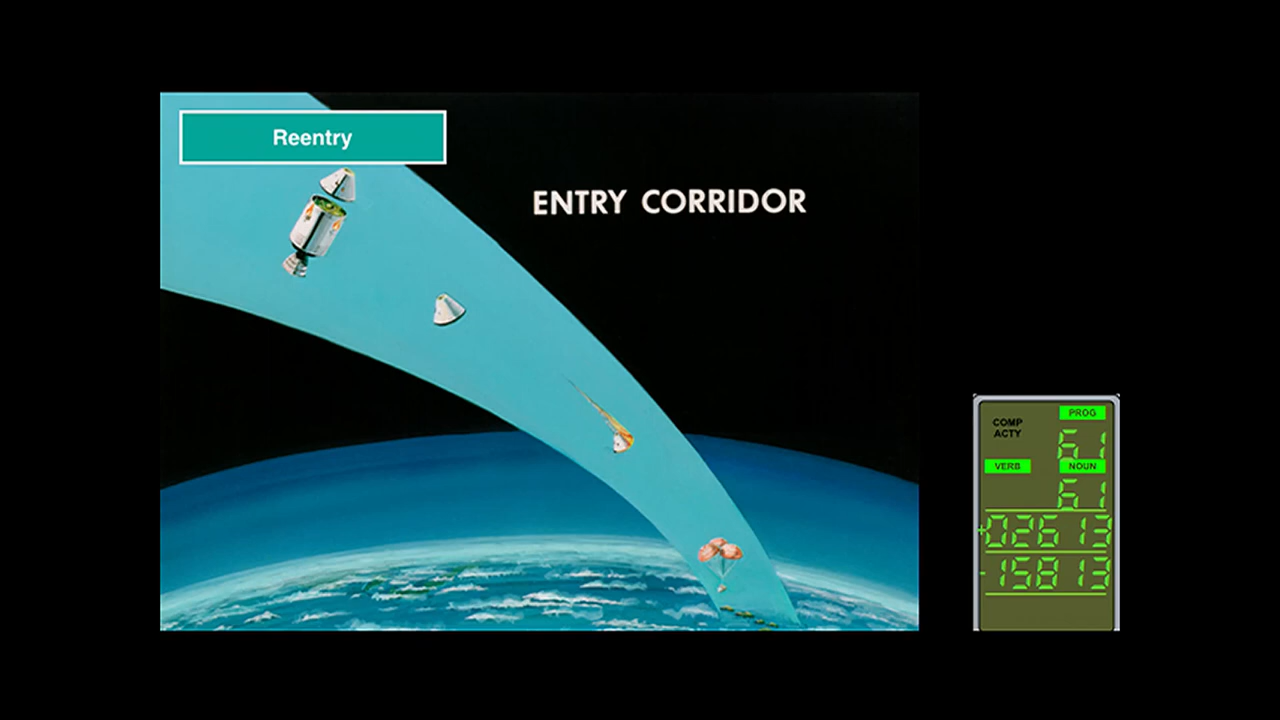 Reentry
ENTRY CORRIDOR
COMP
ACTY
PROG
61
VERB
NOUN
61
+02613
-15813